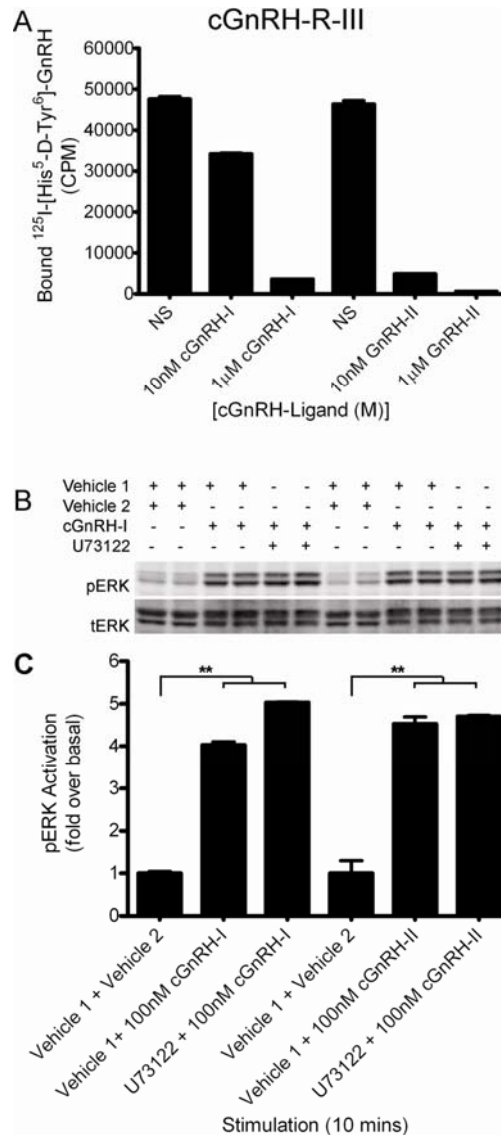 A
cGnRH-R-III
Bound ¹²⁵I-[His⁵-D-Tyr⁶]-GnRH
(CPM)
60000
50000
40000
30000
20000
10000
0
NS
10nM cGnRH-I
1µM cGnRH-I
NS
10nM GnRH-II
1µM GnRH-II
[cGnRH-Ligand (M)]
B
Vehicle 1 + + + + - - + + + + - -
Vehicle 2 + + - - - - + + - - - -
cGnRH-I - - + + + + - - + + + +
U73122 - - - - + + - - - - + +
pERK
tERK
C
pERK Activation
(fold over basal)
6
5
4
3
2
1
0
**
**
Vehicle 1 + Vehicle 2
Vehicle 1+ 100nM cGnRH-I
U73122 + 100nM cGnRH-I
Vehicle 1 + Vehicle 2
Vehicle 1 + 100nM cGnRH-II
U73122 + 100nM cGnRH-II
Stimulation (10 mins)